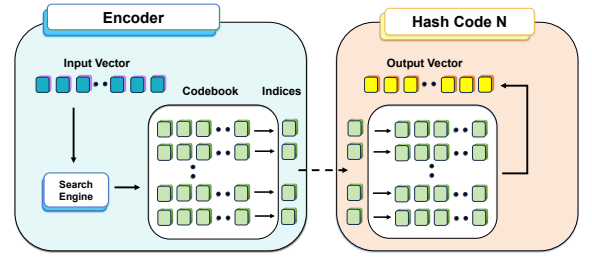 Encoder
Hash Code N
Input Vector
Output Vector
Codebook
Indices
Search
Engine